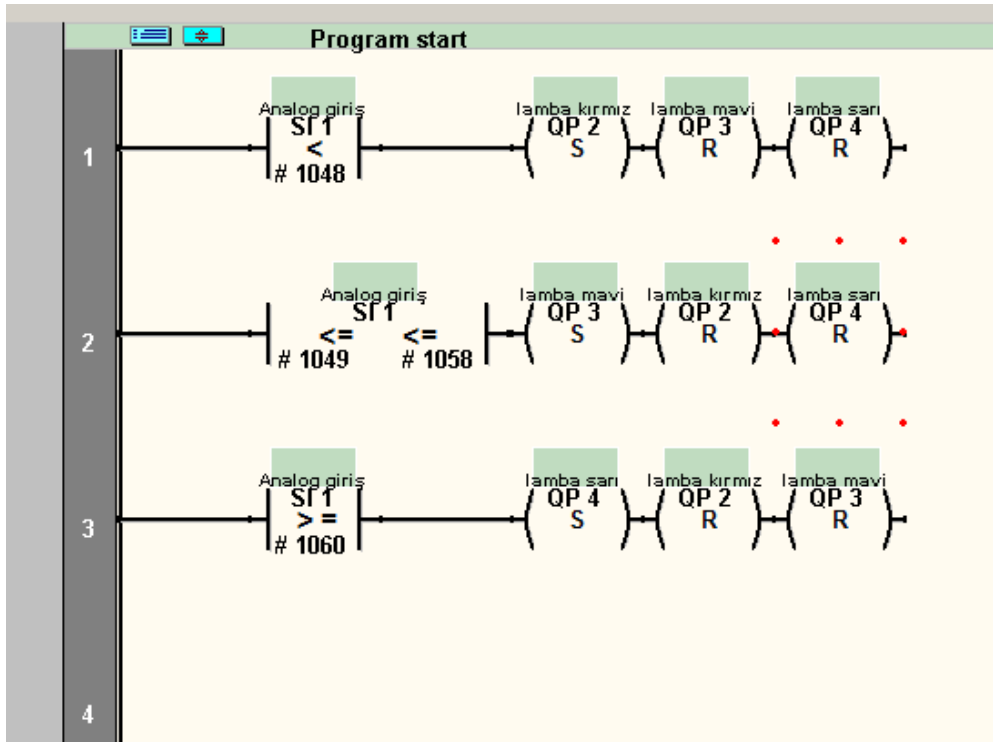 Program start
1
Analog giriş
SI 1
<
# 1048
lamba kırmız
QP 2
S
lamba mavi
QP 3
R
lamba sarı
QP 4
R
2
Analog giriş
SI 1
<= <=
# 1049 # 1058
lamba mavi
QP 3
S
lamba kırmız
QP 2
R
lamba sarı
QP 4
R
3
Analog giriş
SI 1
> =
# 1060
lamba sarı
QP 4
S
lamba kırmız
QP 2
R
lamba mavi
QP 3
R
4